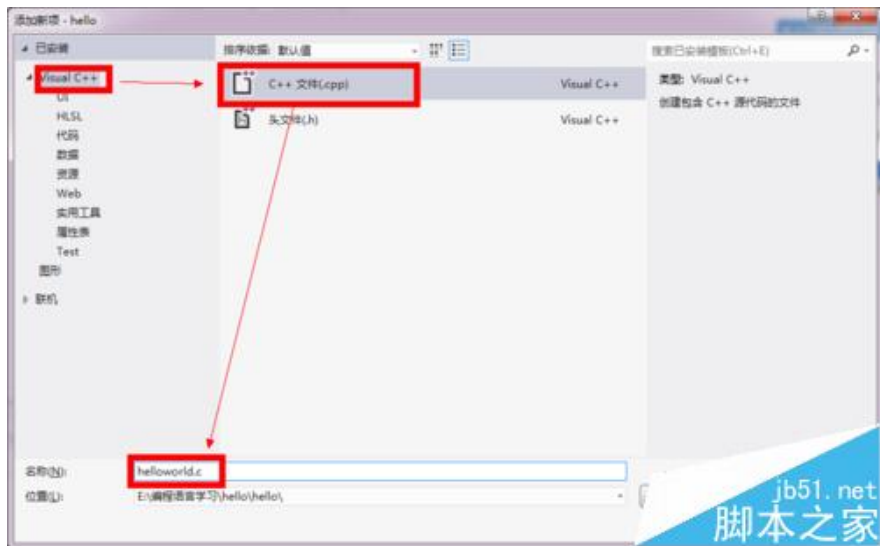 添加新项 - hello
已安装
排序依据: 默认值
搜索已安装模板(Ctrl+E)
Visual C++
C++ 文件(.cpp)
Visual C++
类型: Visual C++
创建包含 C++ 源代码的文件
UI
HLSL
头文件(.h)
Visual C++
代码
数据
资源
Web
实用工具
属性表
Test
图形
联机
名称(N):
helloworld.c
位置(L):
E:\编程语言学习\hello\hello\
jb51.net
脚本之家